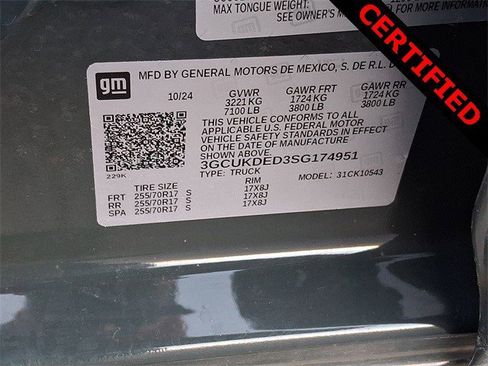 MAX TONGUE WEIGHT:
SEE OWNER'S
FOR MORE INFORMATION
CERTIFIED
gm
MFD BY GENERAL MOTORS DE MEXICO, S. DE R.L. D
10/24 GVWR GAWR FRT GAWR RR
3221 KG 1724 KG 1724 KG
7100 LB 3800 LB 3800 LB
THIS VEHICLE CONFORMS TO ALL
APPLICABLE U.S. FEDERAL MOTOR
VEHICLE SAFETY STANDARDS IN EFFECT ON
THE DATE OF MANUFACTURE SHOWN ABOVE.
229K
3GCUKDED3SG174951
TYPE: TRUCK MODEL: 31CK10543
TIRE SIZE RIM
FRT 255/70R17 S 17X8J
RR 255/70R17 S 17X8J
SPA 255/70R17 S 17X8J